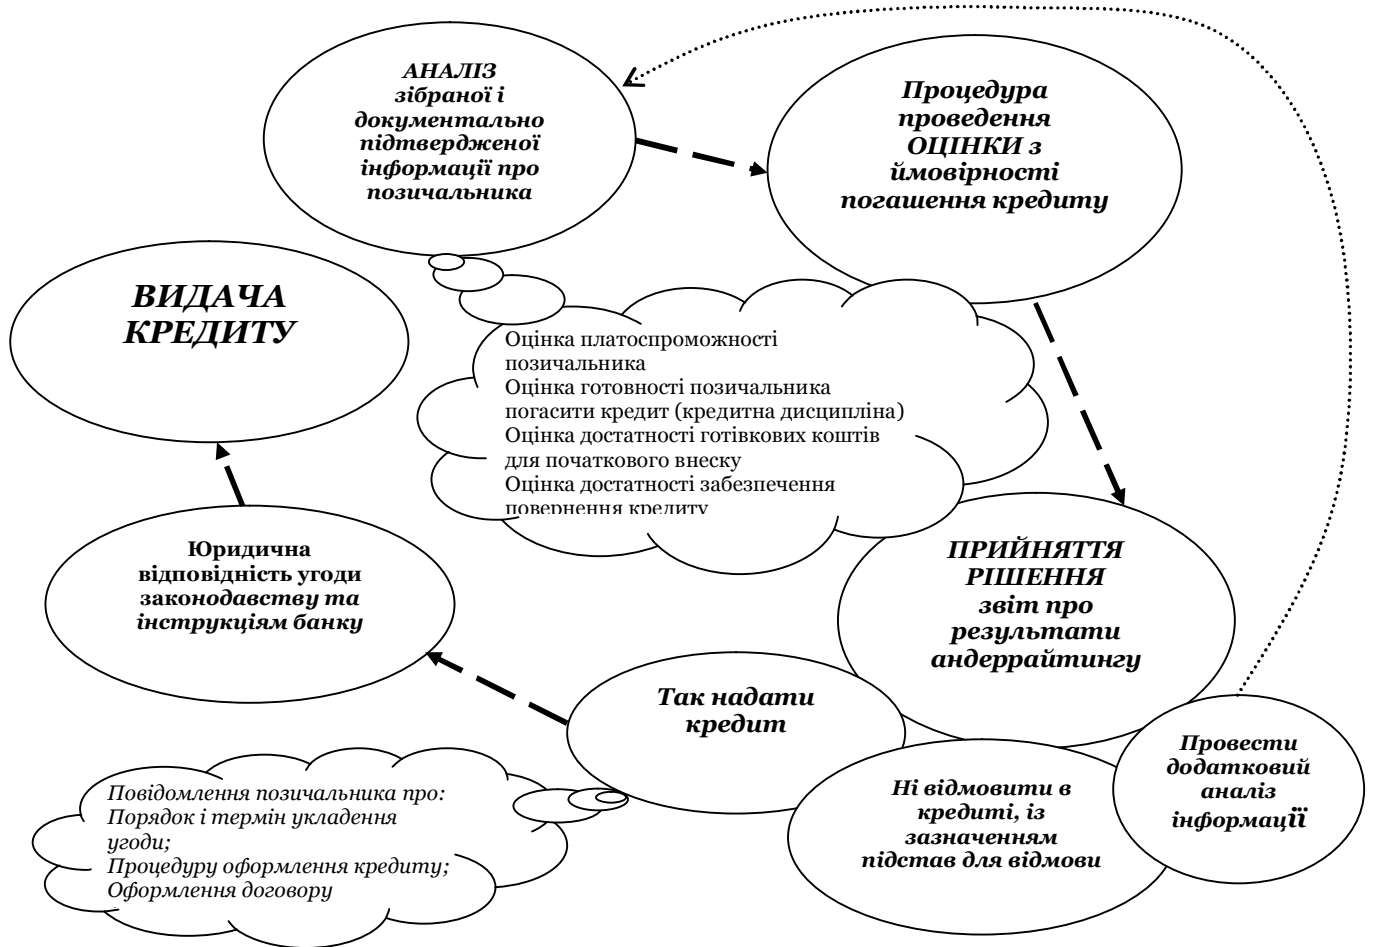 АНАЛІЗ
зібраної і
документально
підтвердженої
інформації про
позичальника
Процедура
проведення
ОЦІНКИ з
ймовірності
погашення кредиту
ВИДАЧА
КРЕДИТУ
Оцінка платоспроможності
позичальника
Оцінка готовності позичальника
погасити кредит (кредитна дисципліна)
Оцінка достатності готівкових коштів
для початкового внеску
Оцінка достатності забезпечення
повернення кредиту
Юридична
відповідність угоди
законодавству та
інструкціям банку
ПРИЙНЯТТЯ
РІШЕННЯ
звіт про
результати
андеррайтингу
Так надати
кредит
Ні відмовити в
кредиті, із
зазначенням
підстав для відмови
Провести
додатковий
аналіз
інформації
Повідомлення позичальника про:
Порядок і термін укладення
угоди;
Процедуру оформлення кредиту;
Оформлення договору